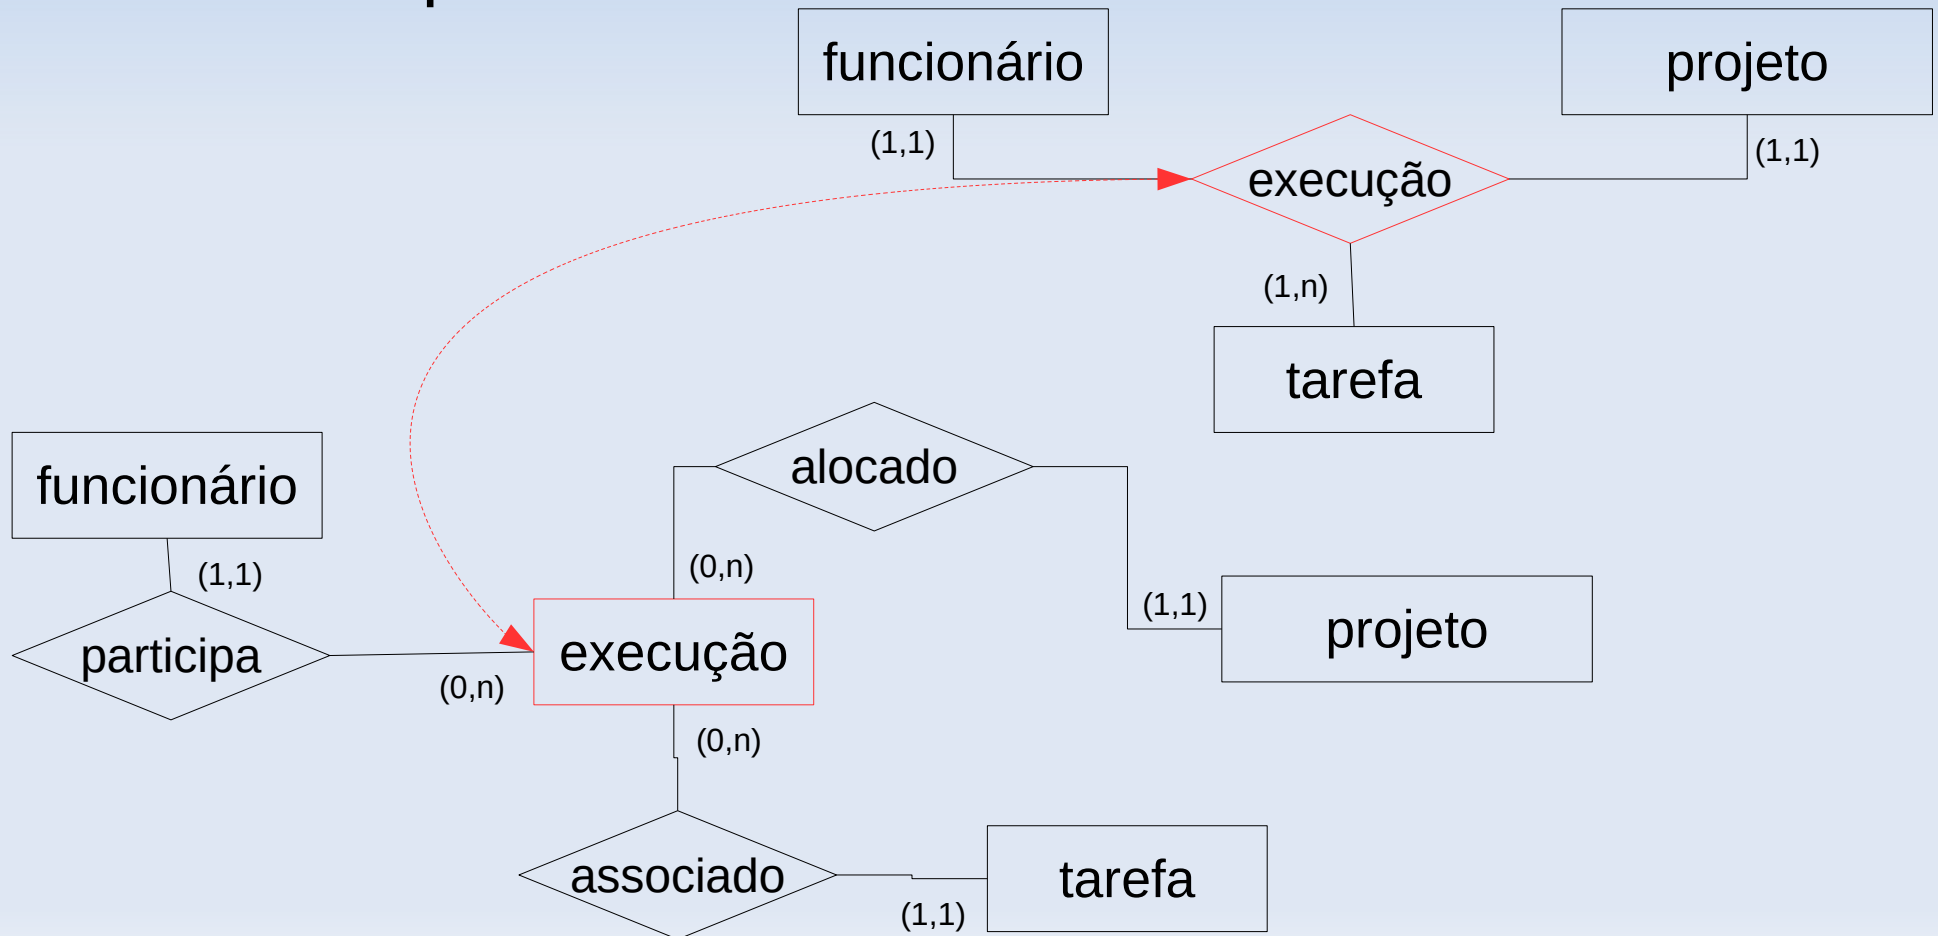 funcionário
projeto
(1,1)
(1,1)
execução
(1,n)
tarefa
alocado
funcionário
(0,n)
(1,1)
(1,1)
projeto
participa
execução
(0,n)
(0,n)
associado
tarefa
(1,1)